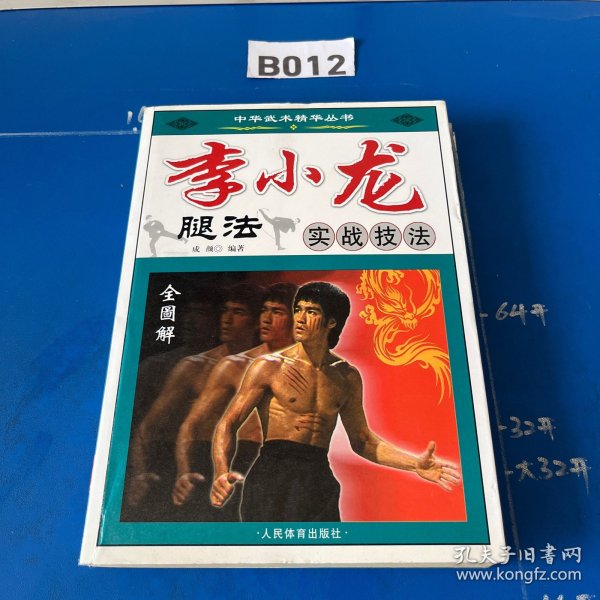 B012
中华武术精华丛书
李小龙
腿法
实战技法
成颜◎ 编著
全圖解
·人民体育出版社·
-64开
-32开
-大32开
孔夫子旧书网
www.kongfz.com